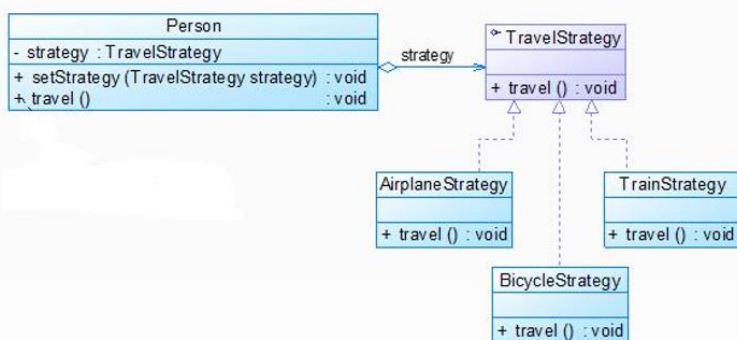 Person
- strategy : TravelStrategy
+ setStrategy (TravelStrategy strategy) : void
+ travel () : void
strategy
TravelStrategy
+ travel () : void
AirplaneStrategy
+ travel () : void
TrainStrategy
+ travel () : void
BicycleStrategy
+ travel () : void